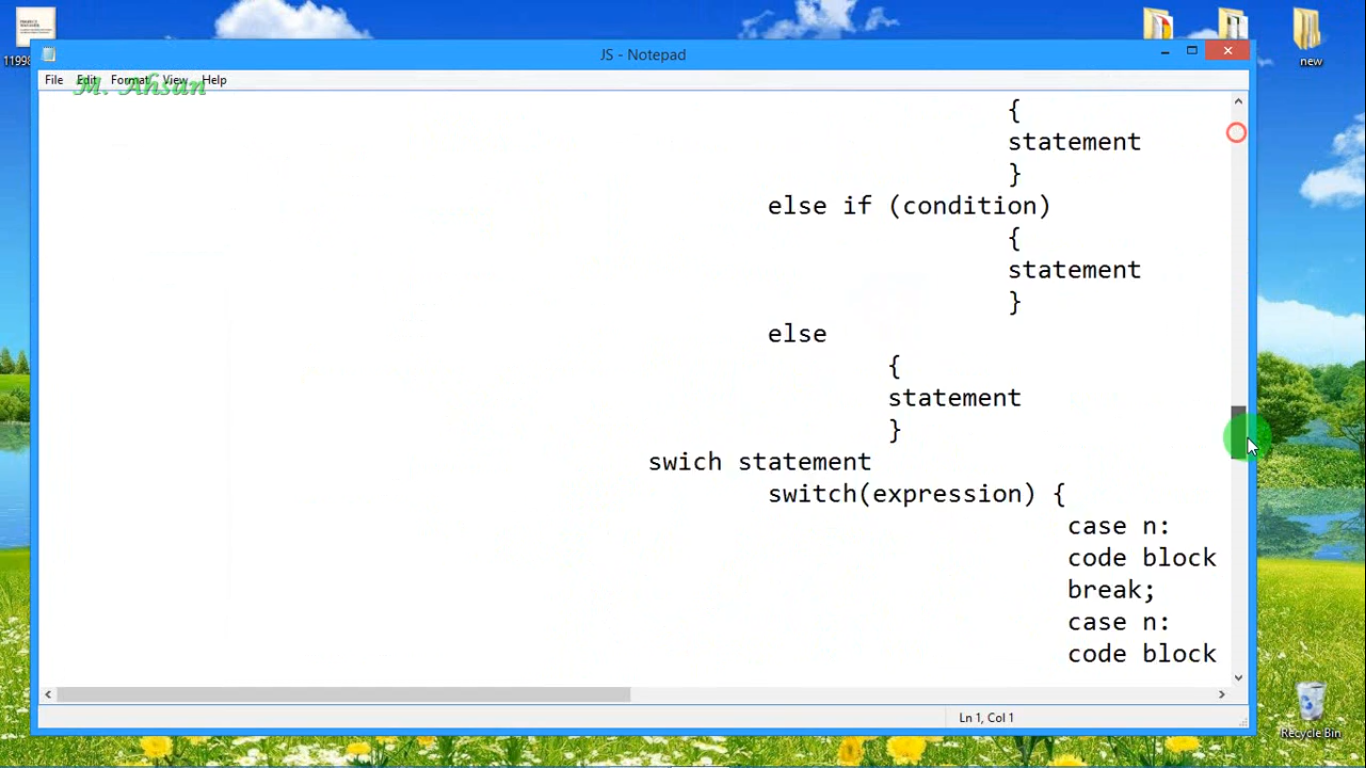 11998
new
JS - Notepad
File Edit Format View Help
M. Ahsan
{
statement
}
else if (condition)
{
statement
}
else
{
statement
}
swich statement
switch(expression) {
case n:
code block
break;
case n:
code block
Ln 1, Col 1
Recycle Bin